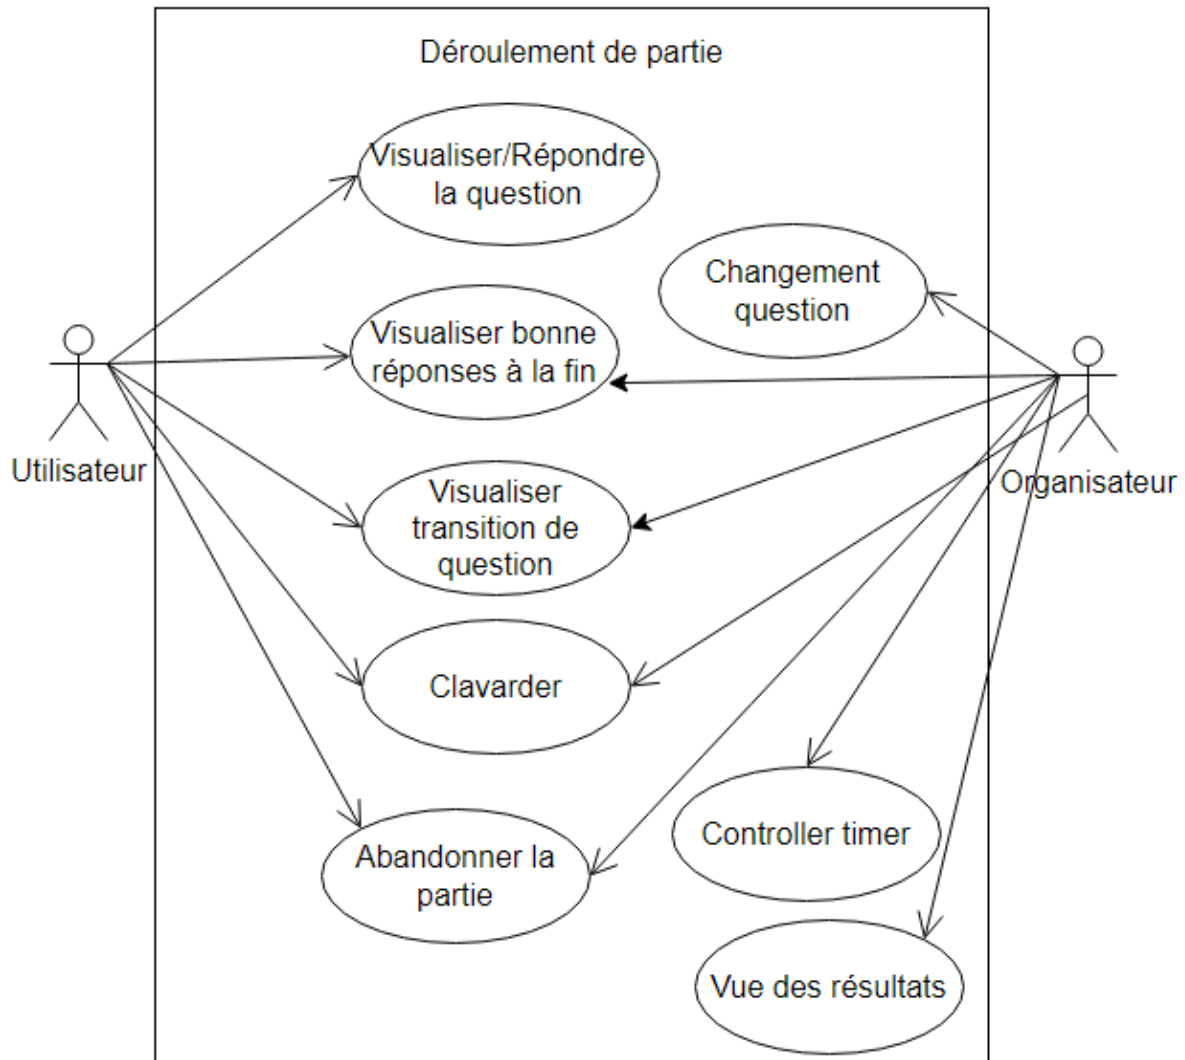 Déroulement de partie
Visualiser/Répondre
la question
Changement
question
Visualiser bonne
réponses à la fin
Utilisateur
Organisateur
Visualiser
transition de
question
Clavarder
Controller timer
Abandonner la
partie
Vue des résultats